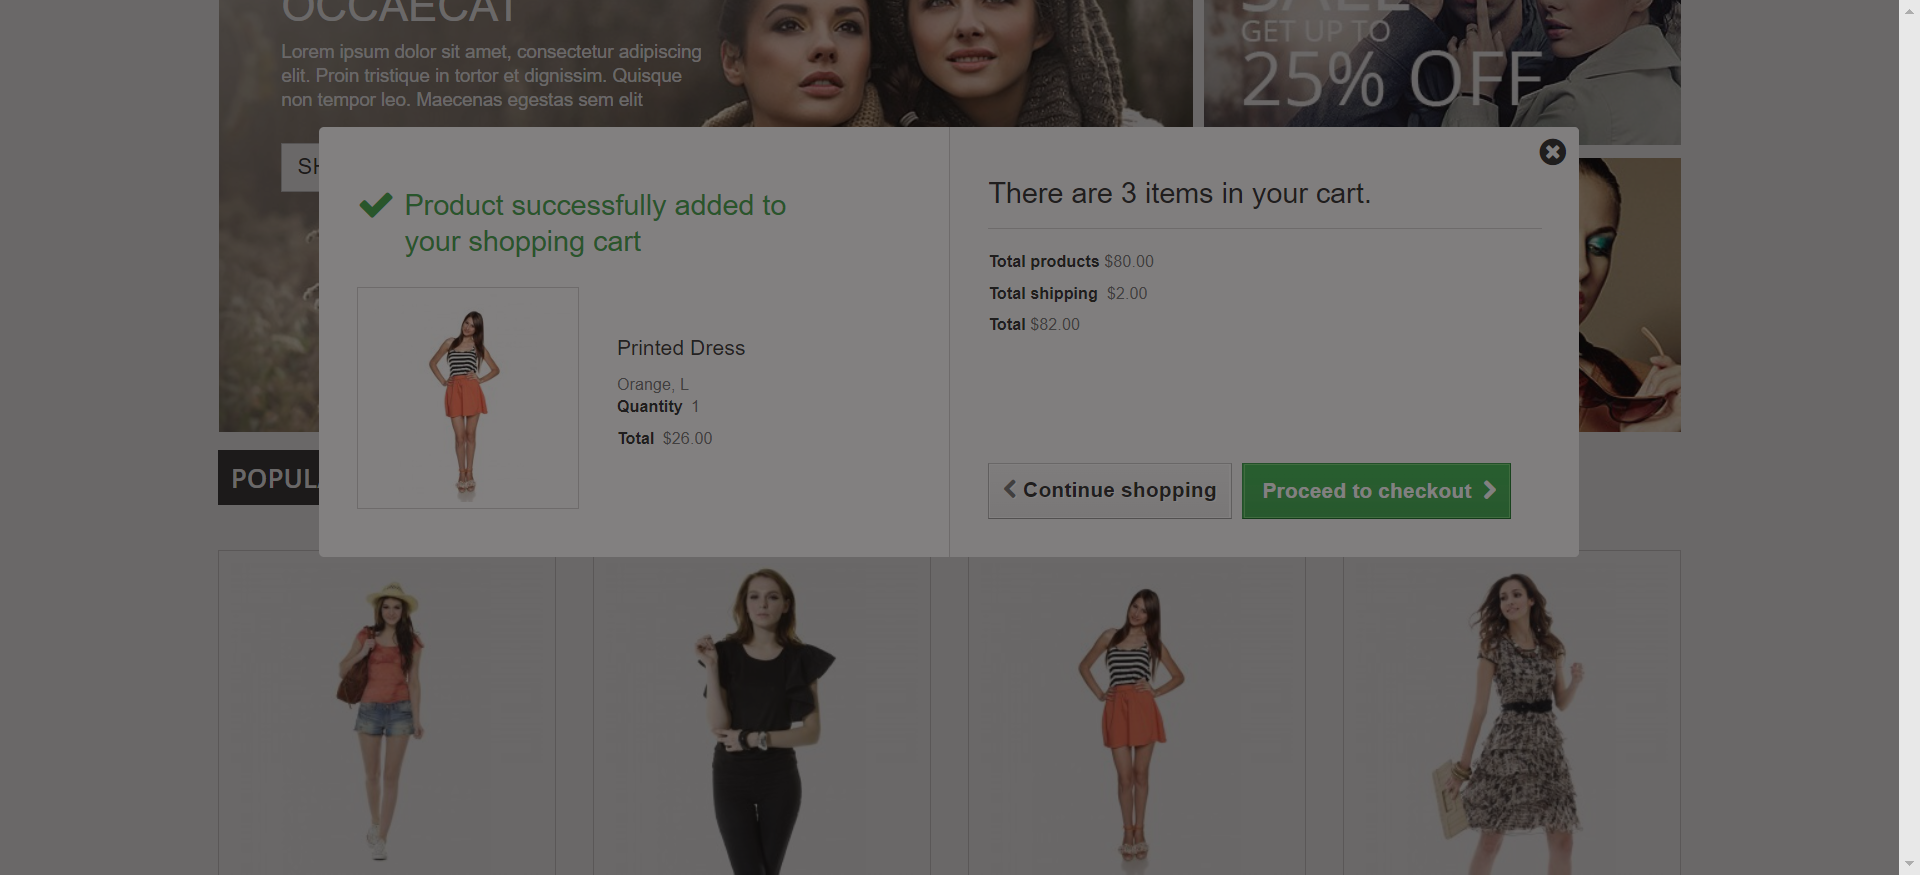 OCCAECAT
Lorem ipsum dolor sit amet, consectetur adipiscing
elit. Proin tristique in tortor et dignissim. Quisque
non tempor leo. Maecenas egestas sem elit
SH
SALE
GET UP TO
25% OFF
Product successfully added to
your shopping cart
Printed Dress
Orange, L
Quantity 1
Total $26.00
There are 3 items in your cart.
Total products $80.00
Total shipping $2.00
Total $82.00
Continue shopping
Proceed to checkout
POPULA